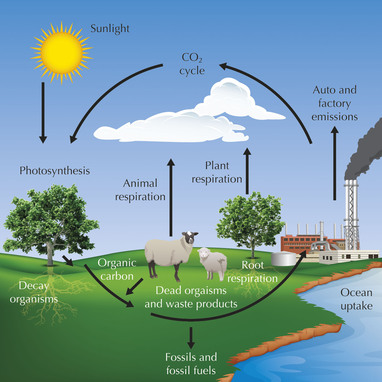 Sunlight
CO₂
cycle
Auto and
factory
emissions
Photosynthesis
Plant
respiration
Animal
respiration
Organic
carbon
Root
respiration
Decay
organisms
Dead orgaisms
and waste products
Ocean
uptake
Fossils and
fossil fuels